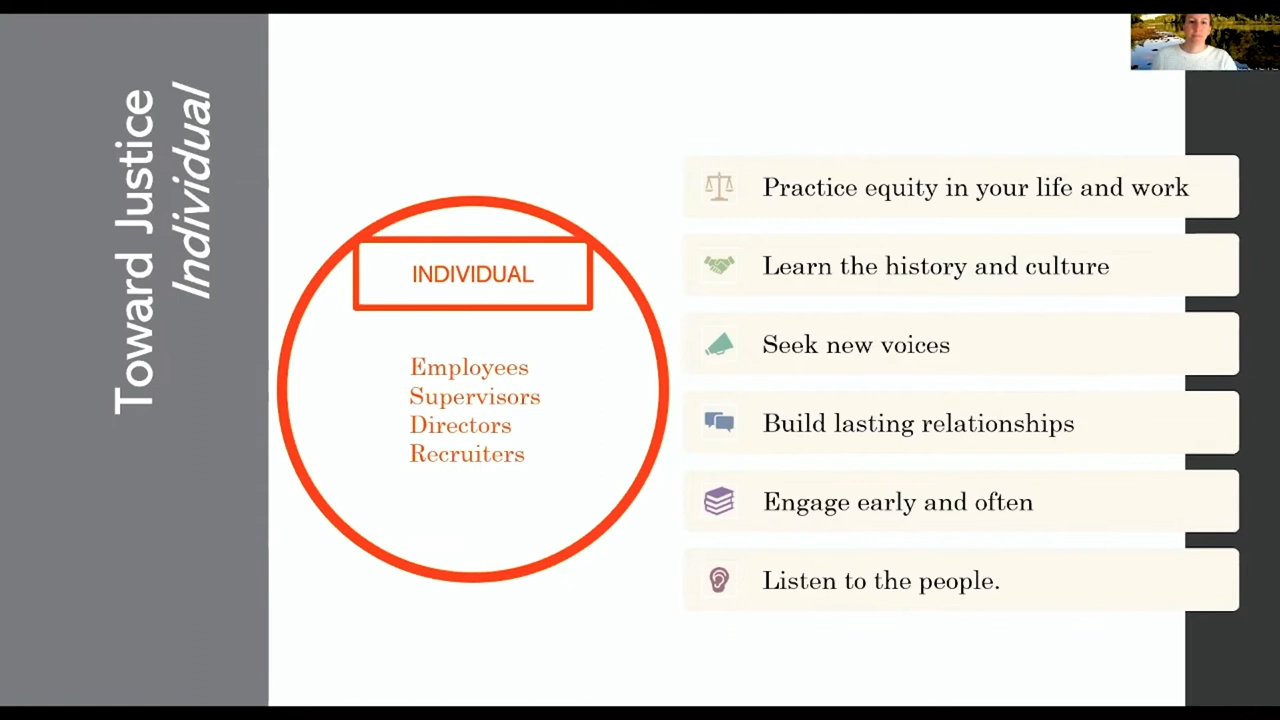 Toward Justice
Individual
INDIVIDUAL
Employees
Supervisors
Directors
Recruiters
Practice equity in your life and work
Learn the history and culture
Seek new voices
Build lasting relationships
Engage early and often
Listen to the people.